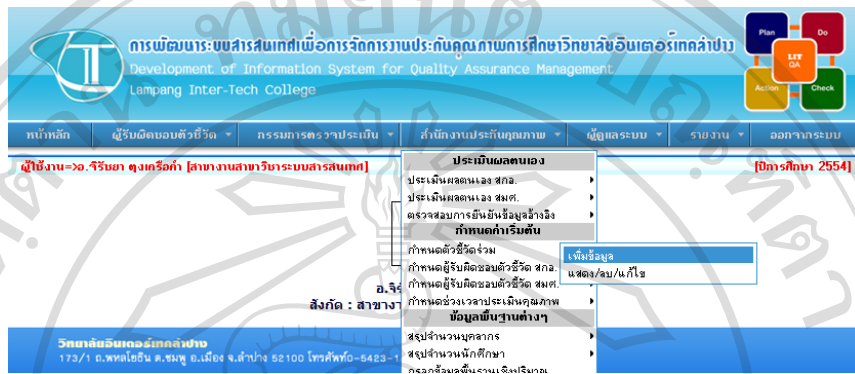 การพัฒนาระบบสารสนเทศเพื่อการจัดการงานประกันคุณภาพการศึกษาวิทยาลัยอินเตอร์เทคลำปาง
Development of Information System for Quality Assurance Management
Lampang Inter-Tech College
Plan
Do
LIT
QA
Action
Check
หน้าหลัก
ผู้รับผิดชอบตัวชี้วัด
กรรมการตรวจประเมิน
สำนักงานประกันคุณภาพ
ผู้ดูแลระบบ
รายงาน
ออกจากระบบ
ผู้ใช้งาน=>อ.จิรับยา ตุงเครือคำ [สาขางานสาขาวิชาระบบสารสนเทศ]
[ปีการศึกษา 2554]
ประเมินผลตนเอง
ประเมินผลตนเอง สกอ.
ประเมินผลตนเอง สมศ.
ตรวจสอบการยืนยันข้อมูลอ้างอิง
กำหนดค่าเริ่มต้น
กำหนดตัวชี้วัดร่วม
เพิ่มข้อมูล
แสดง/ลบ/แก้ไข
กำหนดผู้รับผิดชอบตัวชี้วัด สกอ.
กำหนดผู้รับผิดชอบตัวชี้วัด สมศ.
กำหนดช่วงเวลาประเมินคุณภาพ
อ.จิ
สังกัด : สาขาง
ข้อมูลพื้นฐานต่างๆ
สรุปจำนวนบุคลากร
สรุปจำนวนนักศึกษา
กรอกข้อมูลพื้นฐานเชิงปริมาณ
วิทยาลัยอินเตอร์เทคลำปาง
173/1 ถ.พหลโยธิน ต.ชมพู อ.เมือง จ.ลำปาง 52100 โทรศัพท์0-5423-1